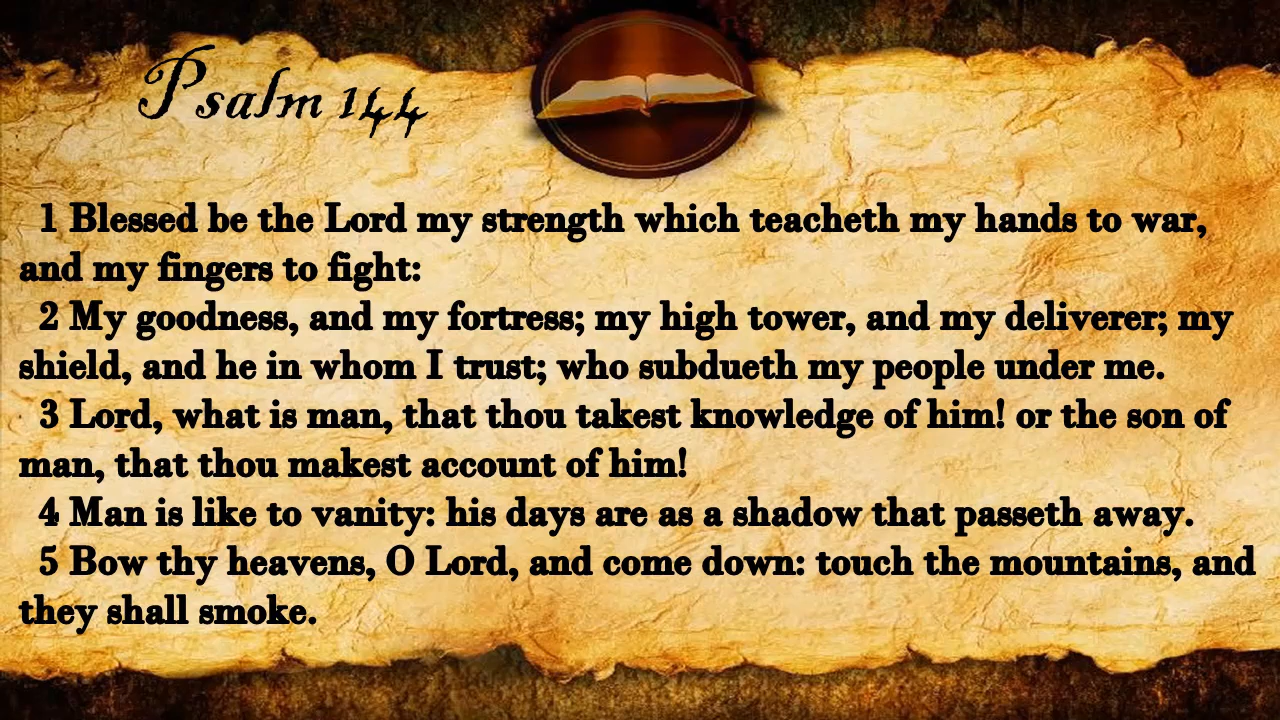 Psalm 144
1 Blessed be the Lord my strength which teacheth my hands to war,
and my fingers to fight:
2 My goodness, and my fortress; my high tower, and my deliverer; my
shield, and he in whom I trust; who subdueth my people under me.
3 Lord, what is man, that thou takest knowledge of him! or the son of
man, that thou makest account of him!
4 Man is like to vanity: his days are as a shadow that passeth away.
5 Bow thy heavens, O Lord, and come down: touch the mountains, and
they shall smoke.